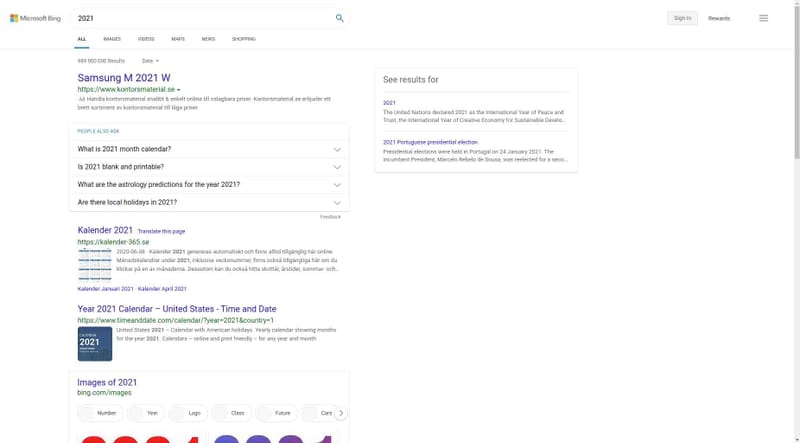 Microsoft Bing
2021
Sign in
Rewards
ALL
IMAGES
VIDEOS
MAPS
NEWS
SHOPPING
989 000 000 Results
Date
Samsung M 2021 W
https://www.kontorsmaterial.se
Ad Handla kontorsmaterial snabbt & enkelt online till oslagbara priser. Kontorsmaterial.se erbjuder ett
brett sortiment av kontorsmaterial till låga priser.
PEOPLE ALSO ASK
What is 2021 month calendar?
Is 2021 blank and printable?
What are the astrology predictions for the year 2021?
Are there local holidays in 2021?
Feedback
Kalender 2021 Translate this page
https://kalender-365.se
2020-06-08 · Kalender 2021 genereras automatiskt och finns alltid tillgänglig här online.
Månadskalendrar under 2021, inklusive veckonummer, finns också tillgängliga här om du
klickar på en av månaderna. Dessutom kan du också hitta skottår, årstider, sommar- och...
Kalender Januari 2021 · Kalender April 2021
Year 2021 Calendar – United States - Time and Date
https://www.timeanddate.com/calendar/?year=2021&country=1
CALENDAR
2021
United States 2021 – Calendar with American holidays. Yearly calendar showing months
for the year 2021. Calendars – online and print friendly – for any year and month
Images of 2021
bing.com/images
Number
Year
Logo
Class
Future
Cars
See results for
2021
The United Nations declared 2021 as the International Year of Peace and
Trust, the International Year of Creative Economy for Sustainable Develo...
2021 Portuguese presidential election
Presidential elections were held in Portugal on 24 January 2021. The
incumbent President, Marcelo Rebelo de Sousa, was reelected for a seco...